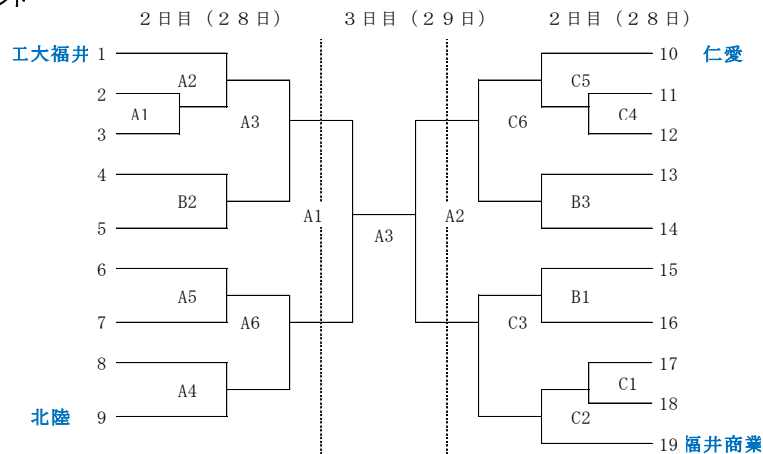 ２日目（２８日） ３日目（２９日） ２日目（２８日）
工大福井 1 10 仁愛
A2 C5
2 11
A1 C4
A3 C6
3 12
4 13
B2 B3
A1 A2
5 14
A3
6 15
A5 B1
7 A6 C3 16
8 17
A4 C1
18
北陸 9 C2
19 福井商業